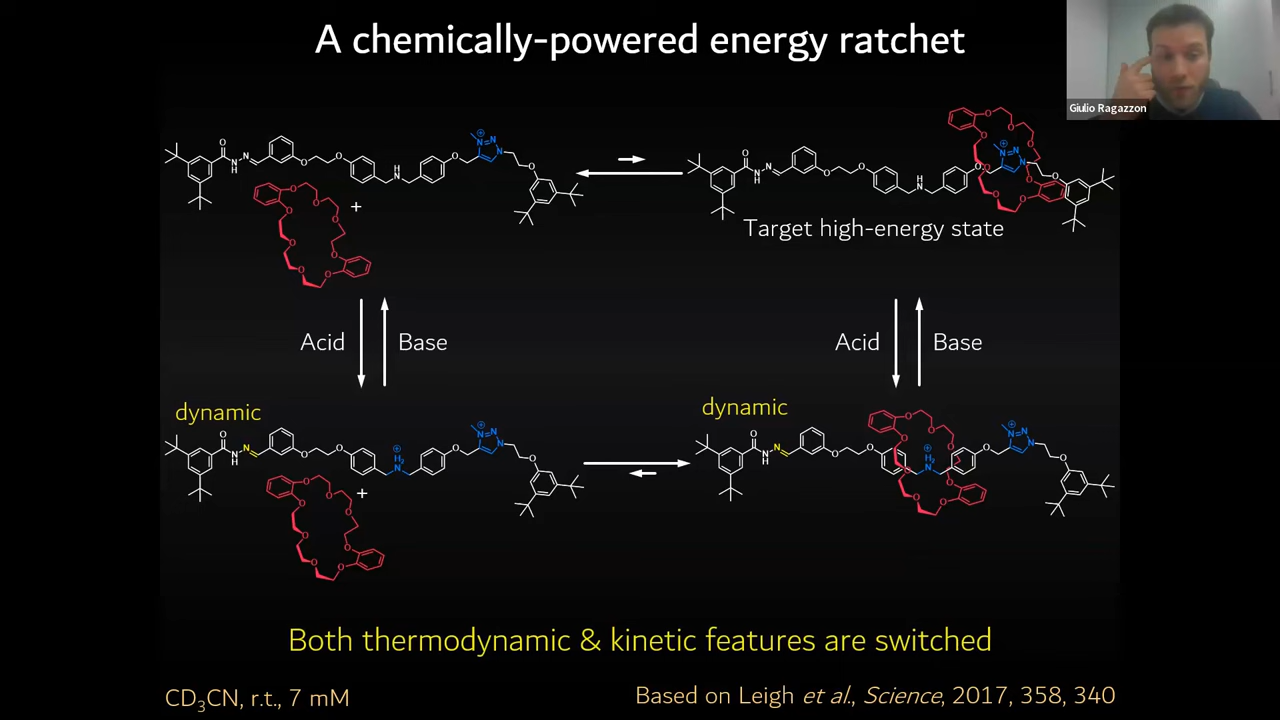 A chemically-powered energy ratchet
Giulio Ragazzon
+
Target high-energy state
Acid
Base
Acid
Base
dynamic
dynamic
+
Both thermodynamic & kinetic features are switched
CD₃CN, r.t., 7 mM
Based on Leigh et al., Science, 2017, 358, 340